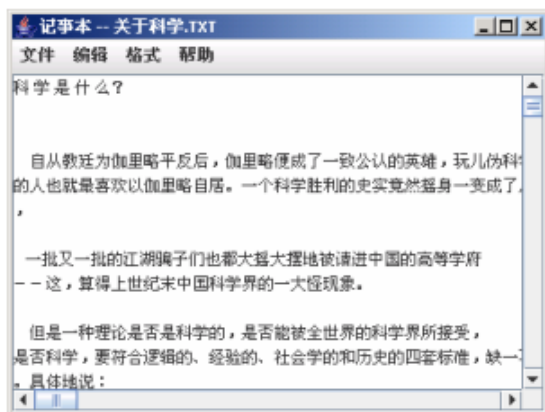 记事本 -- 关于科学.TXT
文件 编辑 格式 帮助
科学是什么?
自从教廷为伽里略平反后，伽里略便成了一致公认的英雄，玩儿伪科
的人也就最喜欢以伽里略自居。一个科学胜利的史实竟然摇身一变成了
，
一批又一批的江湖骗子们也都大摇大摆地被请进中国的高等学府
－－这，算得上世纪末中国科学界的一大怪现象。
但是一种理论是否是科学的，是否能被全世界的科学界所接受，
是否科学，要符合逻辑的、经验的、社会学的和历史的四套标准，缺一
。具体地说：